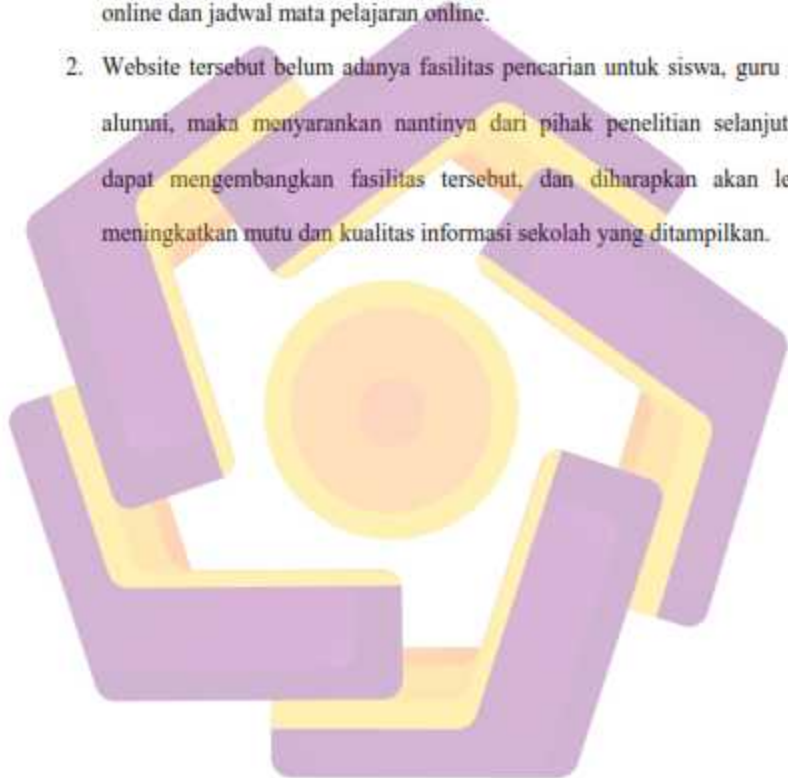 online dan jadwal mata pelajaran online.
2. Website tersebut belum adanya fasilitas pencarian untuk siswa, guru
alumni, maka menyarankan nantinya dari pihak penelitian selanjut
dapat mengembangkan fasilitas tersebut, dan diharapkan akan le
meningkatkan mutu dan kualitas informasi sekolah yang ditampilkan.